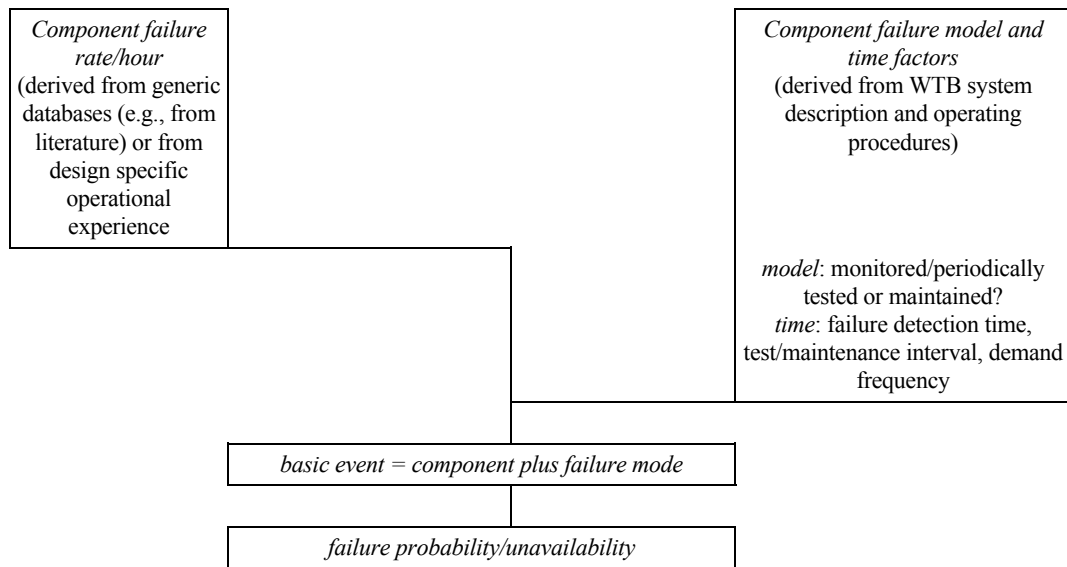 Component failure
rate/hour
(derived from generic
databases (e.g., from
literature) or from
design specific
operational
experience
Component failure model and
time factors
(derived from WTB system
description and operating
procedures)
model: monitored/periodically
tested or maintained?
time: failure detection time,
test/maintenance interval, demand
frequency
basic event = component plus failure mode
failure probability/unavailability